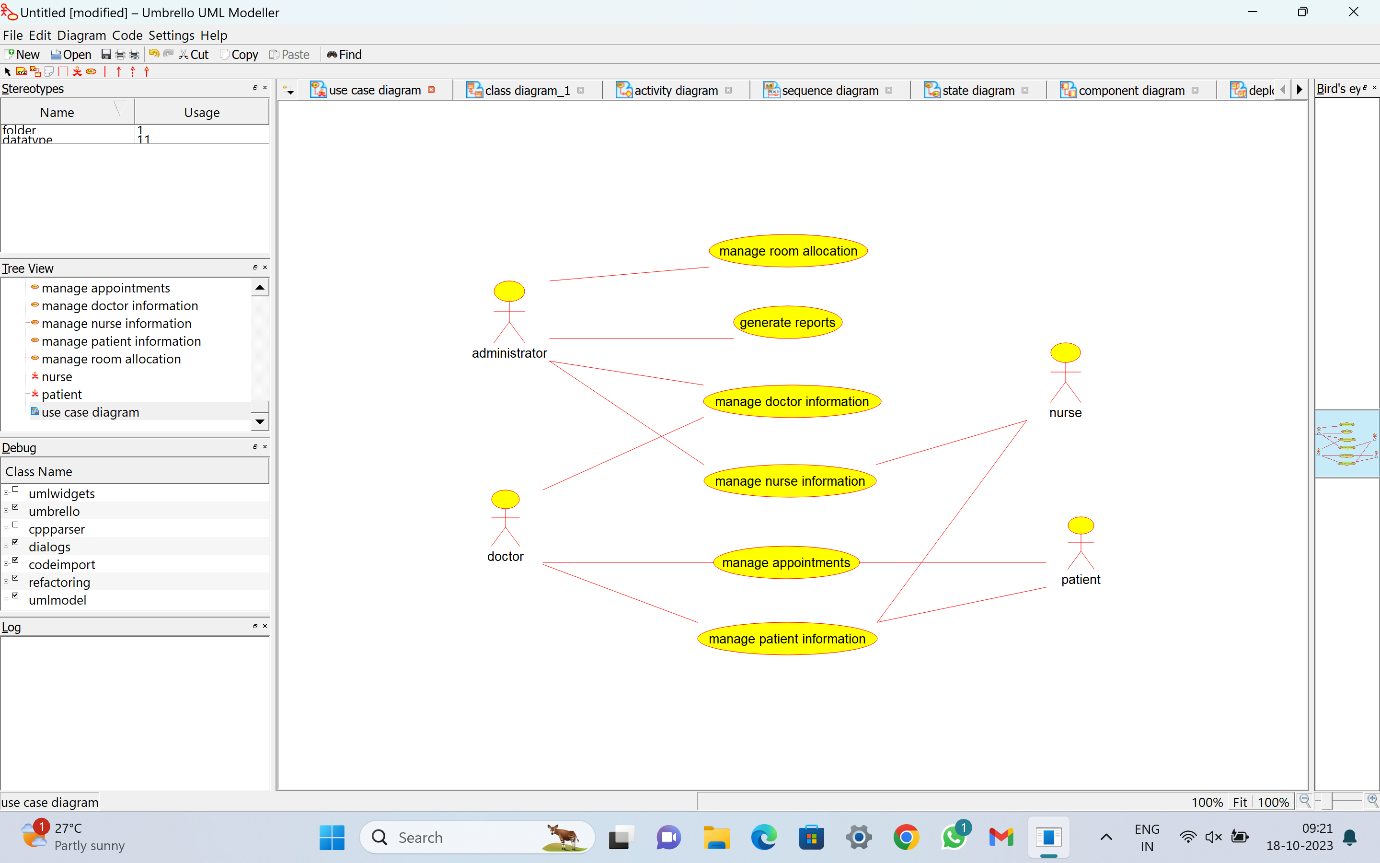 Untitled [modified] – Umbrello UML Modeller
File Edit Diagram Code Settings Help
New Open Cut Copy Paste Find
Stereotypes
Name Usage
folder 1
datatype 11
Tree View
manage appointments
manage doctor information
manage nurse information
manage patient information
manage room allocation
nurse
patient
use case diagram
Debug
Class Name
umlwidgets
umbrello
cppparser
dialogs
codeimport
refactoring
umlmodel
Log
use case diagram class diagram_1 activity diagram sequence diagram state diagram component diagram deplo
Bird's ey
manage room allocation
generate reports
administrator
manage doctor information
nurse
manage nurse information
doctor
manage appointments
patient
manage patient information
use case diagram
100% Fit 100%
1
27°C
Partly sunny
Search
1
ENG
IN
09:21
18-10-2023